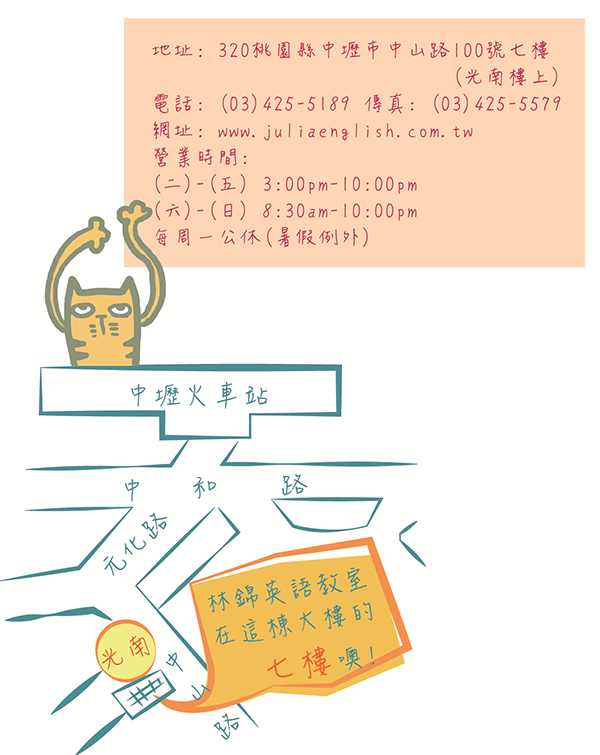 地址: 320桃園縣中壢市中山路100號七樓
(光南樓上)
電話: (03)425-5189 傳真: (03)425-5579
網址: www.juliaenglish.com.tw
營業時間:
(二)-(五) 3:00pm-10:00pm
(六)-(日) 8:30am-10:00pm
每周一公休(暑假例外)
中壢火車站
中和路
元化路
林錦英語教室
在這棟大樓的
七樓噢!
光南
中山路